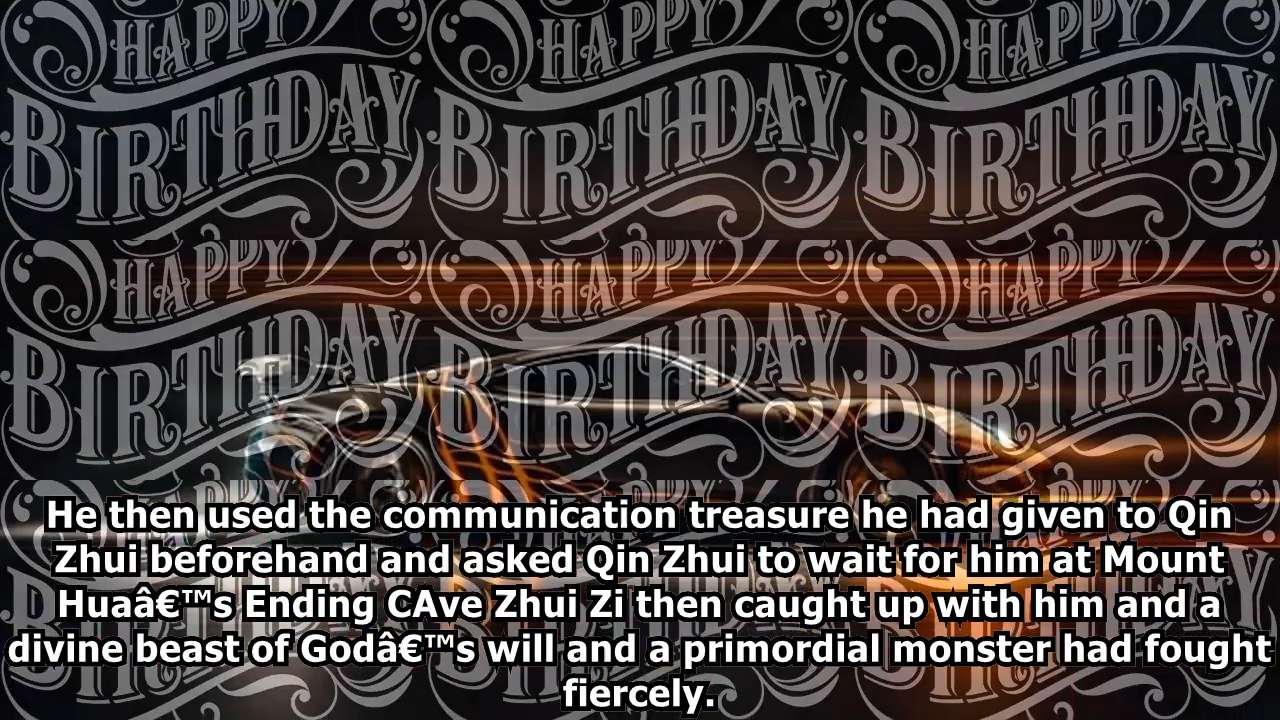 HAPPY HAPPY HAPPY
BIRTHDAY BIRTHDAY BIRTHDAY
HAPPY HAPPY HAPPY
BIRTHDAY BIRTHDAY BIRTHDAY
He then used the communication treasure he had given to Qin
Zhui beforehand and asked Qin Zhui to wait for him at Mount
Huaâ€™s Ending CAve Zhui Zi then caught up with him and a
divine beast of Godâ€™s will and a primordial monster had fought
fiercely.